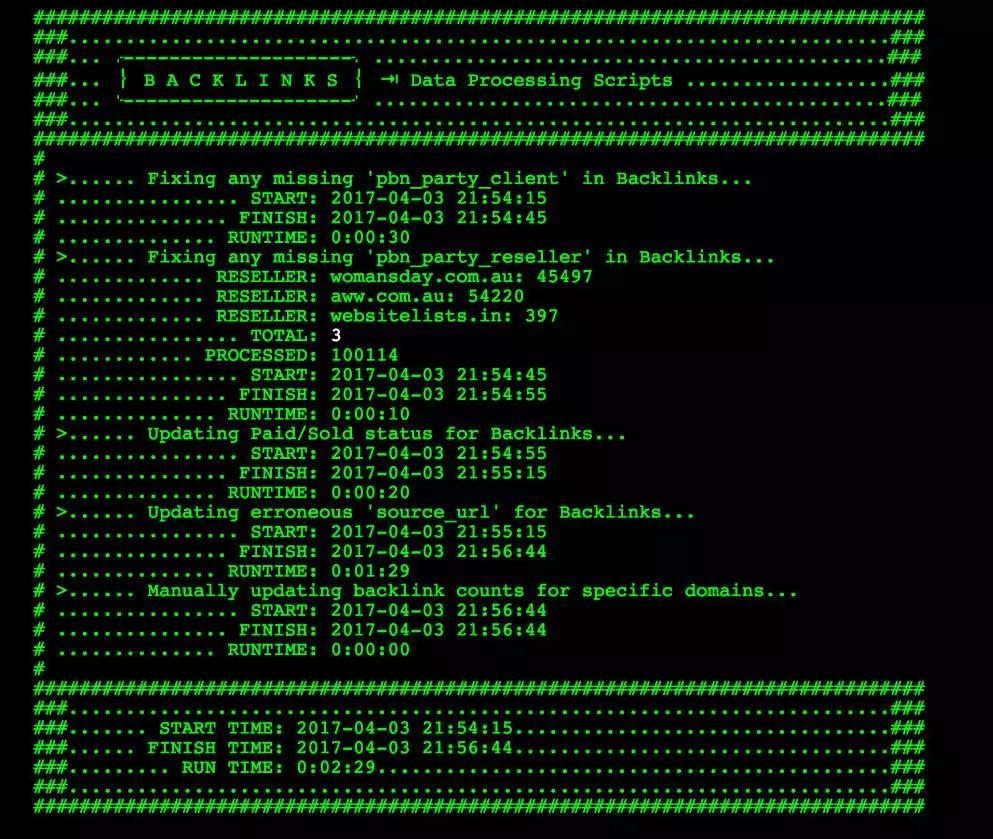 ##############################################################################
###........................................................................###
###... .--------------------. .............................................###
###... { B A C K L I N K S { ⇥ Data Processing Scripts ..................###
###... '--------------------' .............................................###
###........................................................................###
##############################################################################
#
# >...... Fixing any missing 'pbn_party_client' in Backlinks...
# ................ START: 2017-04-03 21:54:15
# ............... FINISH: 2017-04-03 21:54:45
# .............. RUNTIME: 0:00:30
# >...... Fixing any missing 'pbn_party_reseller' in Backlinks...
# ............. RESELLER: womansday.com.au: 45497
# ............. RESELLER: aww.com.au: 54220
# ............. RESELLER: websitelists.in: 397
# ................ TOTAL: 3
# ............ PROCESSED: 100114
# ................ START: 2017-04-03 21:54:45
# ............... FINISH: 2017-04-03 21:54:55
# .............. RUNTIME: 0:00:10
# >...... Updating Paid/Sold status for Backlinks...
# ................ START: 2017-04-03 21:54:55
# ............... FINISH: 2017-04-03 21:55:15
# .............. RUNTIME: 0:00:20
# >...... Updating erroneous 'source_url' for Backlinks...
# ................ START: 2017-04-03 21:55:15
# ............... FINISH: 2017-04-03 21:56:44
# .............. RUNTIME: 0:01:29
# >...... Manually updating backlink counts for specific domains...
# ................ START: 2017-04-03 21:56:44
# ............... FINISH: 2017-04-03 21:56:44
# .............. RUNTIME: 0:00:00
#
##############################################################################
###........................................................................###
###....... START TIME: 2017-04-03 21:54:15.................................###
###...... FINISH TIME: 2017-04-03 21:56:44.................................###
###......... RUN TIME: 0:02:29.............................................###
###........................................................................###
##############################################################################